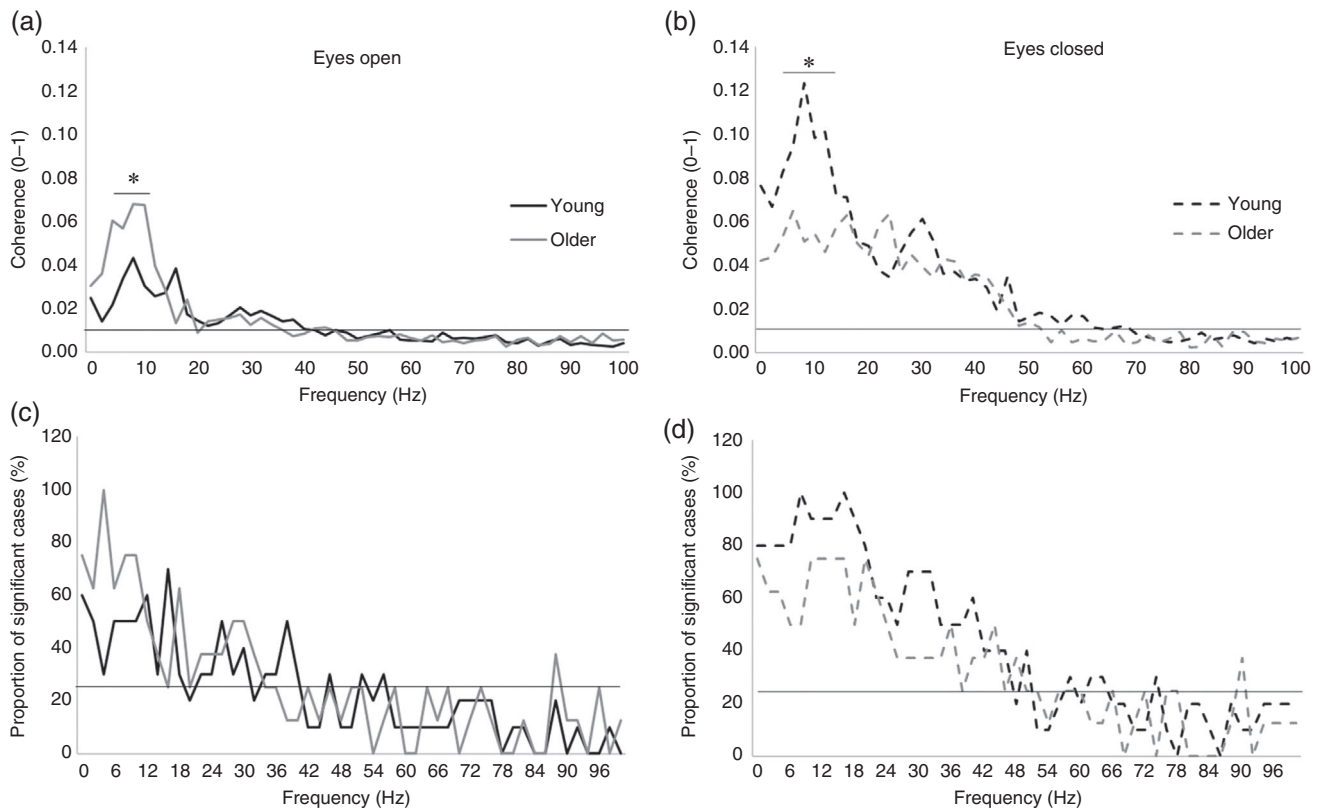 (a)
Eyes open
0.14
0.12
0.10
0.08
0.06
0.04
0.02
0.00
Coherence (0–1)
*
Young
Older
0 10 20 30 40 50 60 70 80 90 100
Frequency (Hz)
(b)
Eyes closed
0.14
0.12
0.10
0.08
0.06
0.04
0.02
0.00
Coherence (0–1)
*
Young
Older
0 10 20 30 40 50 60 70 80 90 100
Frequency (Hz)
(c)
120
100
80
60
40
20
0
Proportion of significant cases (%)
0 6 12 18 24 30 36 42 48 54 60 66 72 78 84 90 96
Frequency (Hz)
(d)
120
100
80
60
40
20
0
Proportion of significant cases (%)
0 6 12 18 24 30 36 42 48 54 60 66 72 78 84 90 96
Frequency (Hz)